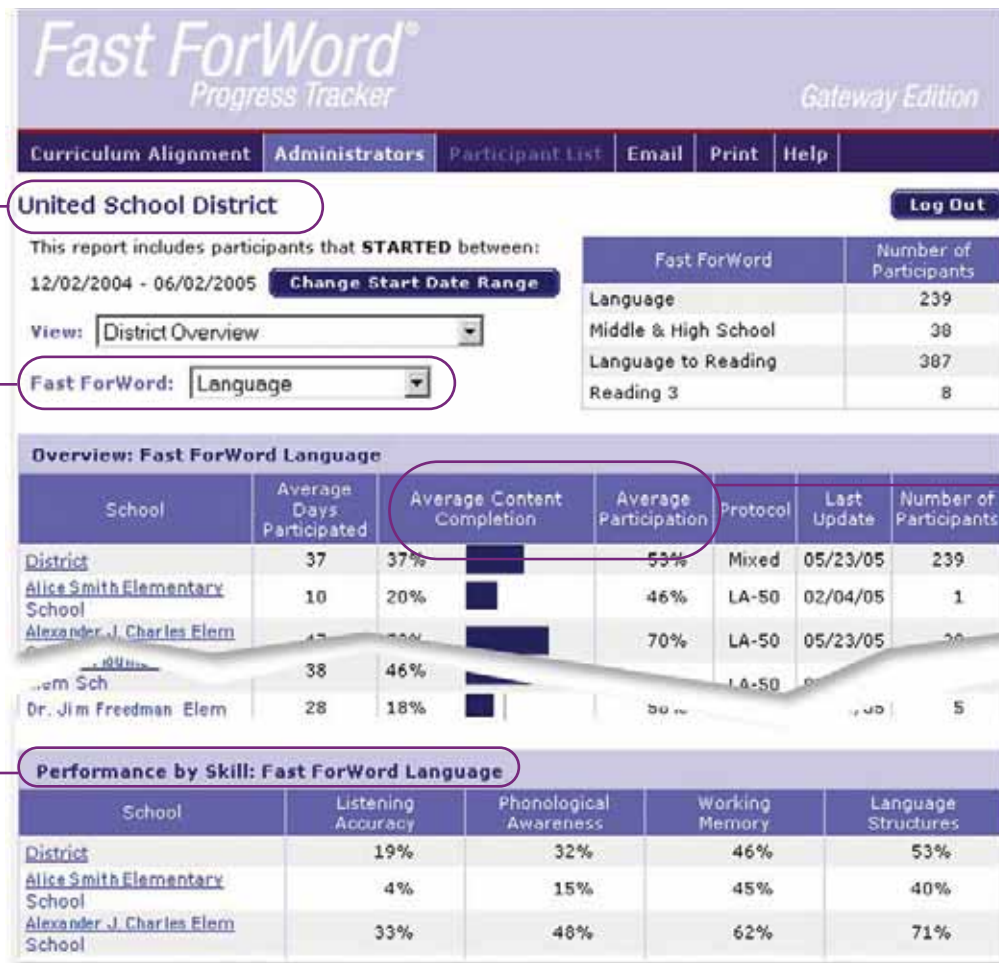 Fast ForWord®
Progress Tracker
Gateway Edition
Curriculum Alignment Administrators Participant List Email Print Help
United School District
Log Out
This report includes participants that STARTED between:
12/02/2004 - 06/02/2005 Change Start Date Range
View: District Overview
Fast ForWord: Language
Fast ForWord Number of Participants
Language 239
Middle & High School 38
Language to Reading 387
Reading 3 8
Overview: Fast ForWord Language
School Average Days Participated Average Content Completion Average Participation Protocol Last Update Number of Participants
District 37 37% 53% Mixed 05/23/05 239
Alice Smith Elementary School 10 20% 46% LA-50 02/04/05 1
Alexander J. Charles Elem 70% LA-50 05/23/05
Sch 38 46% LA-50
Dr. Jim Freedman Elem 28 18% 5
Performance by Skill: Fast ForWord Language
School Listening Accuracy Phonological Awareness Working Memory Language Structures
District 19% 32% 46% 53%
Alice Smith Elementary School 4% 15% 45% 40%
Alexander J. Charles Elem School 33% 48% 62% 71%